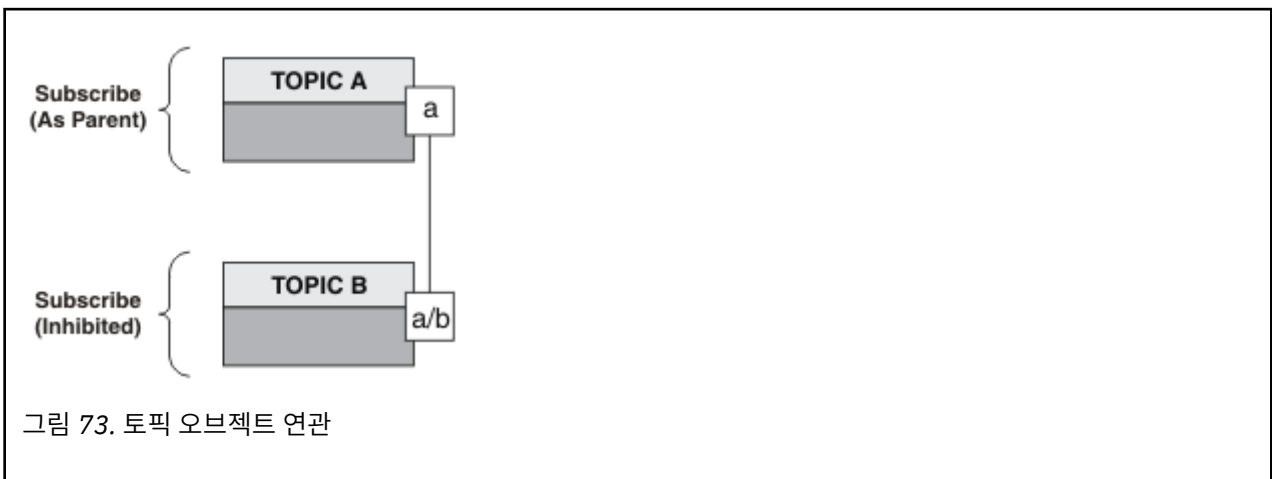 Subscribe
(As Parent)
TOPIC A
a
Subscribe
(Inhibited)
TOPIC B
a/b
그림 73. 토픽 오브젝트 연관